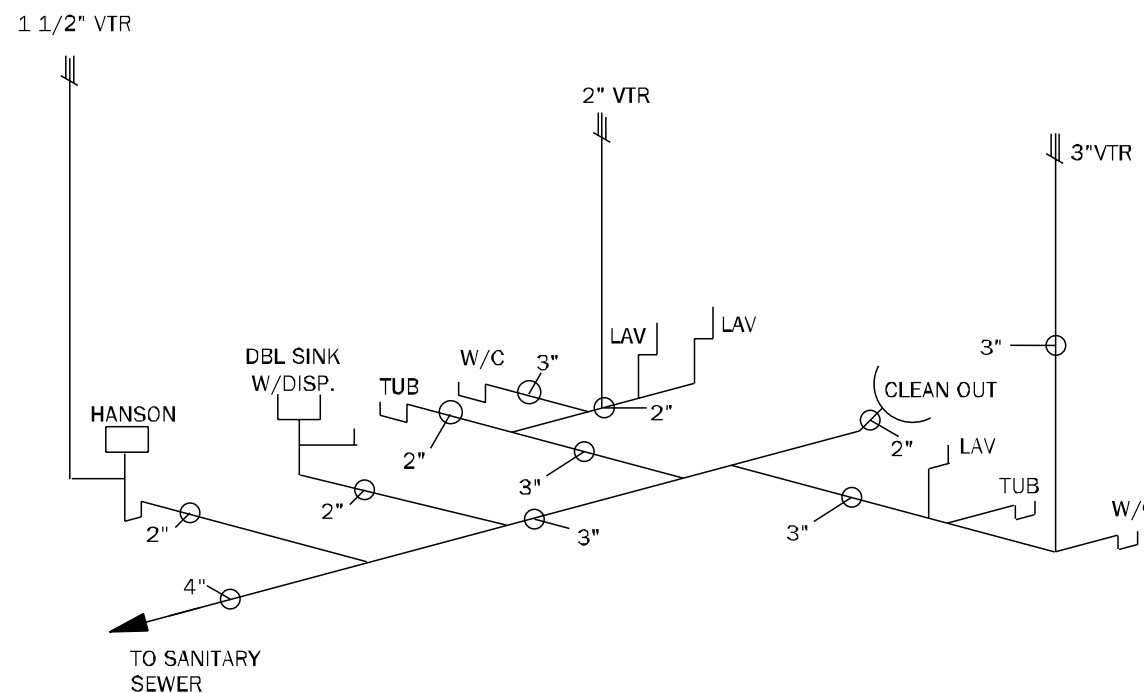 1 1/2" VTR
2" VTR
3"VTR
LAV
LAV
3"
DBL SINK
W/DISP.
W/C
3"
TUB
CLEAN OUT
HANSON
2"
2"
2"
LAV
3"
TUB
2"
W/
2"
3"
3"
4"
TO SANITARY
SEWER